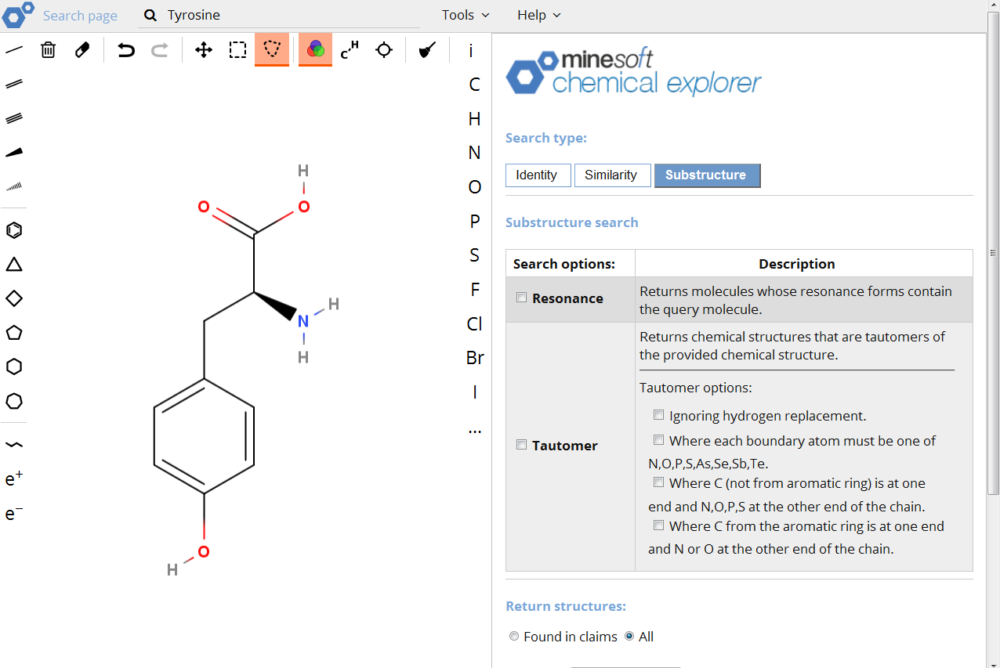 Search page
Tyrosine
Tools
Help
C H
i
C
H
N
O
P
S
F
Cl
Br
I
...
e+
e−
H
O
O
H
N
H
H
O
H
minesoft
chemical explorer
Search type:
Identity
Similarity
Substructure
Substructure search
Search options:
Description
Resonance
Returns molecules whose resonance forms contain
the query molecule.
Tautomer
Returns chemical structures that are tautomers of
the provided chemical structure.
Tautomer options:
Ignoring hydrogen replacement.
Where each boundary atom must be one of
N,O,P,S,As,Se,Sb,Te.
Where C (not from aromatic ring) is at one
end and N,O,P,S at the other end of the chain.
Where C from the aromatic ring is at one end
and N or O at the other end of the chain.
Return structures:
Found in claims
All